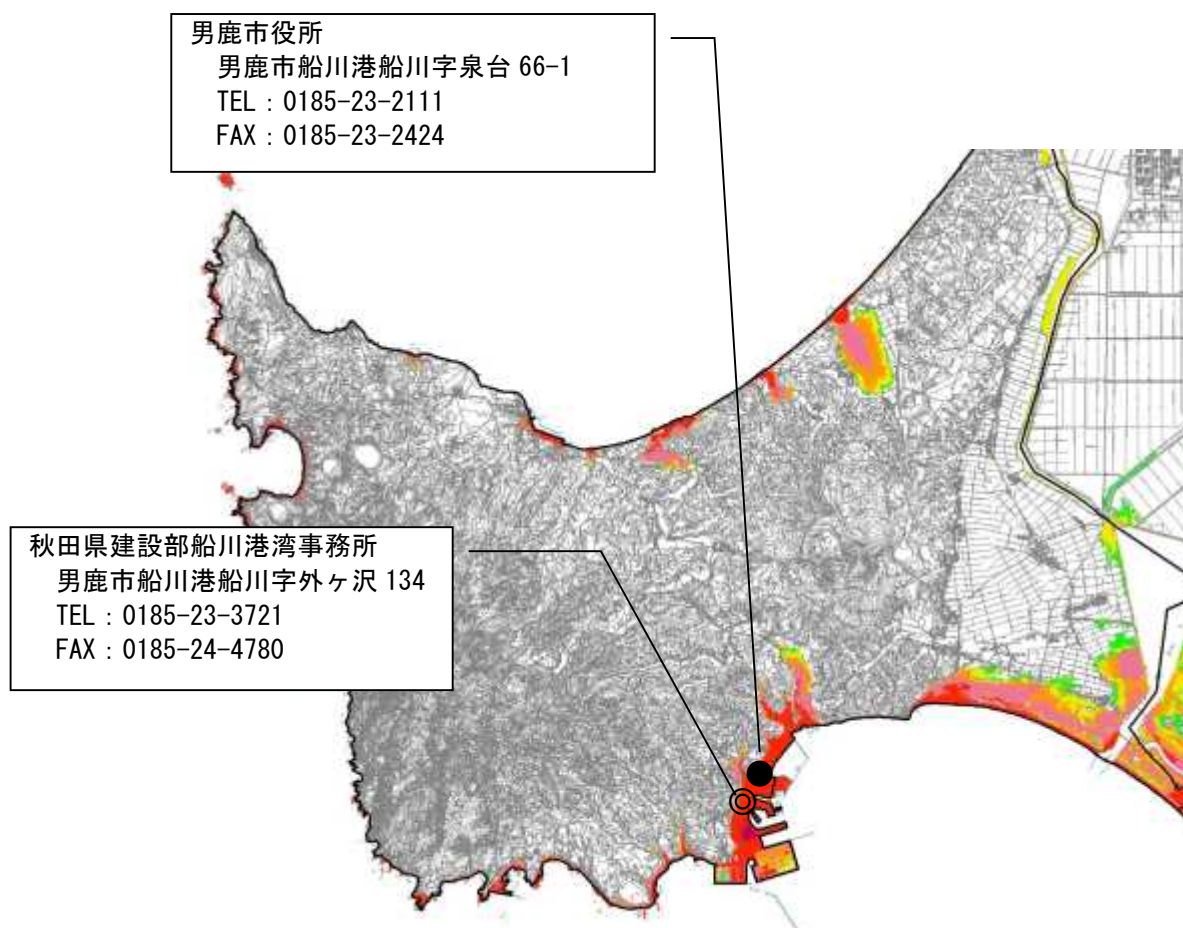 男鹿市役所
男鹿市船川港船川字泉台 66-1
TEL：0185-23-2111
FAX：0185-23-2424
秋田県建設部船川港湾事務所
男鹿市船川港船川字外ヶ沢 134
TEL：0185-23-3721
FAX：0185-24-4780